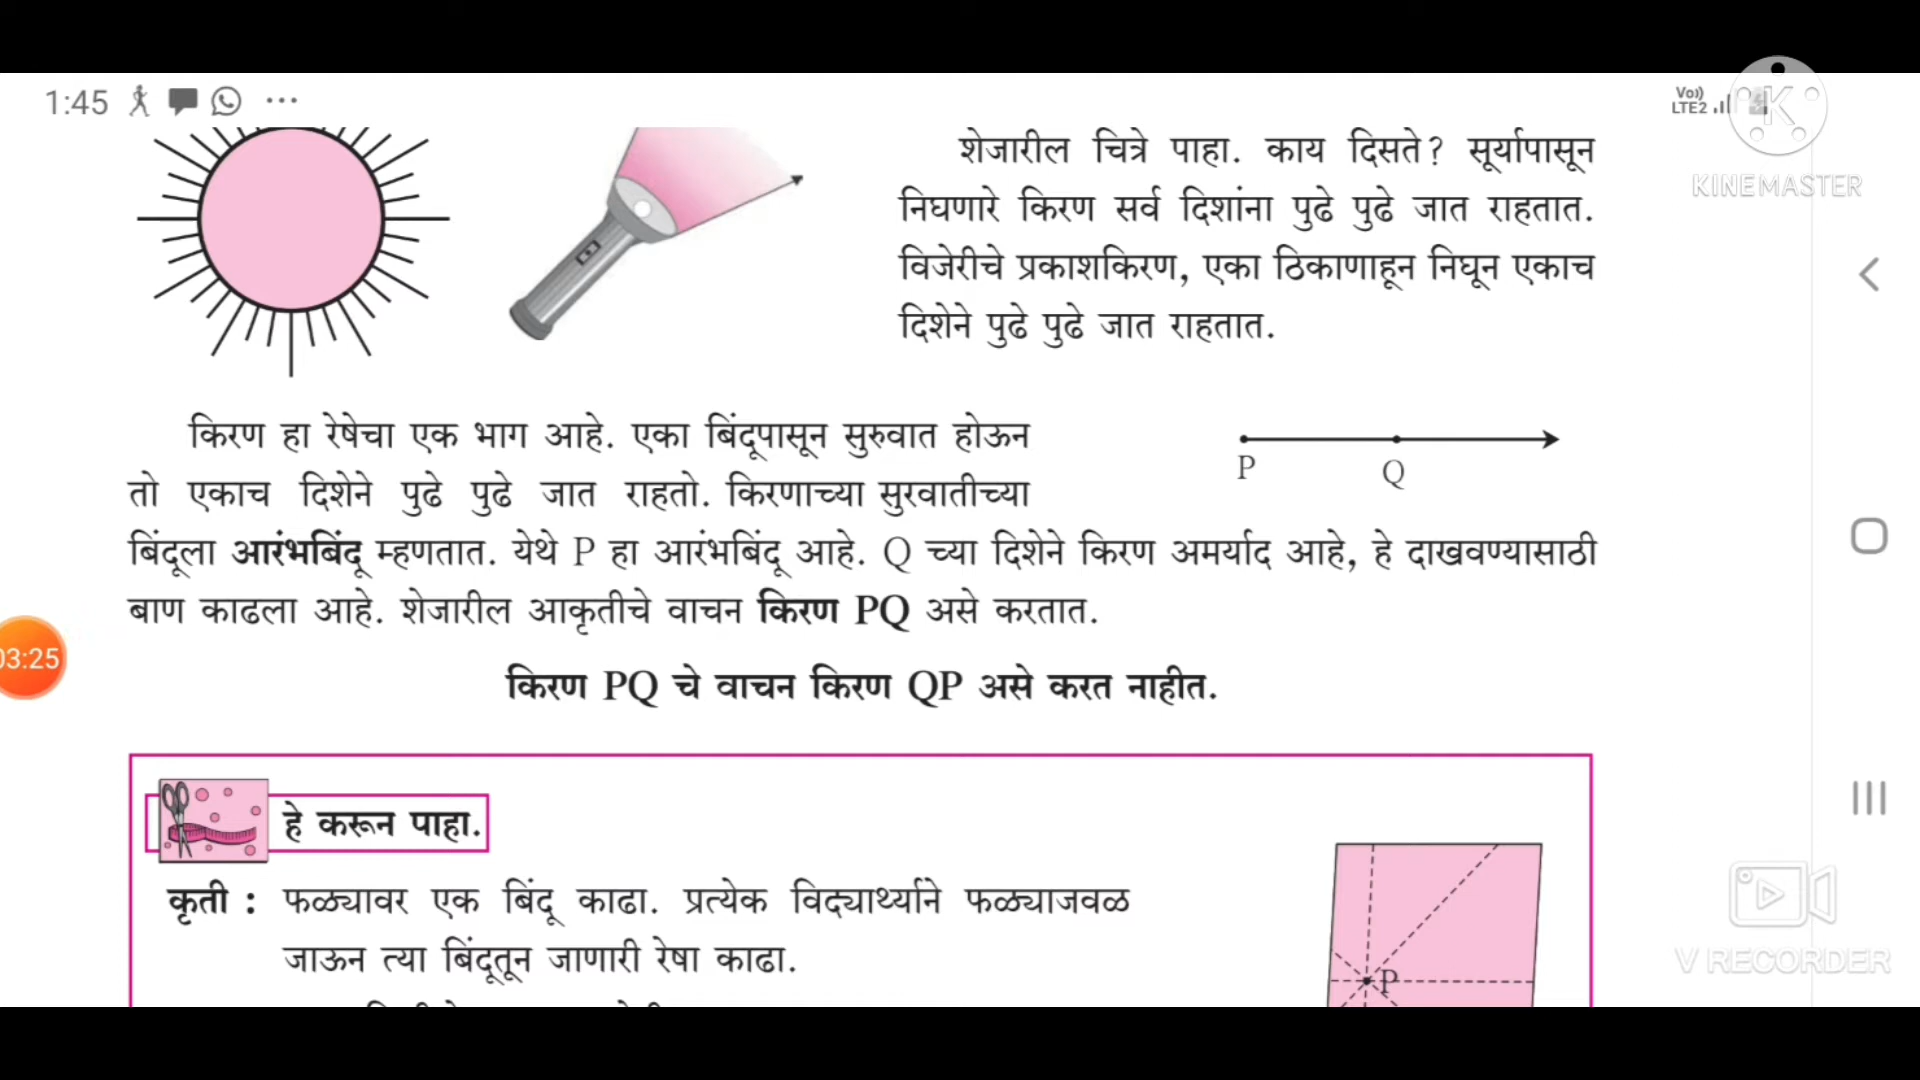 1:45
Vo))
LTE2
KINEMASTER
शेजारील चित्रे पाहा. काय दिसते? सूर्यापासून
निघणारे किरण सर्व दिशांना पुढे पुढे जात राहतात.
विजेरीचे प्रकाशकिरण, एका ठिकाणाहून निघून एकाच
दिशेने पुढे पुढे जात राहतात.
किरण हा रेषेचा एक भाग आहे. एका बिंदूपासून सुरुवात होऊन
तो एकाच दिशेने पुढे पुढे जात राहतो. किरणाच्या सुरवातीच्या
P Q
बिंदूला आरंभबिंदू म्हणतात. येथे P हा आरंभबिंदू आहे. Q च्या दिशेने किरण अमर्याद आहे, हे दाखवण्यासाठी
बाण काढला आहे. शेजारील आकृतीचे वाचन किरण PQ असे करतात.
03:25
किरण PQ चे वाचन किरण QP असे करत नाहीत.
हे करून पाहा.
कृती : फळ्यावर एक बिंदू काढा. प्रत्येक विद्यार्थ्याने फळ्याजवळ
जाऊन त्या बिंदूतून जाणारी रेषा काढा.
P
V RECORDER